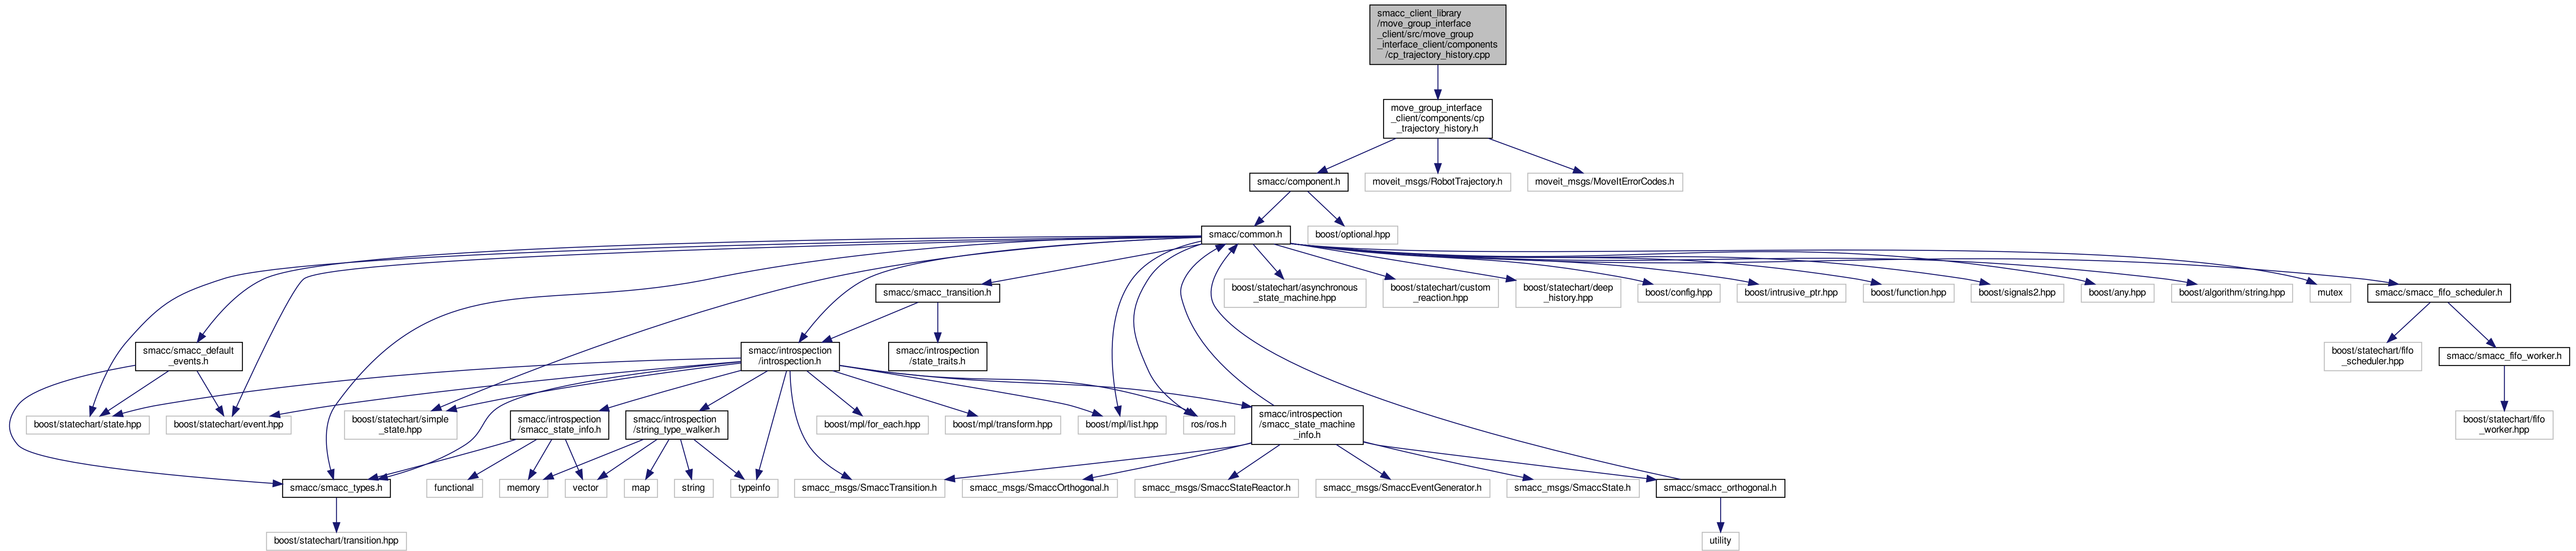 smacc_client_library
/move_group_interface
_client/src/move_group
_interface_client/components
/cp_trajectory_history.cpp
move_group_interface
_client/components/cp
_trajectory_history.h
smacc/component.h
moveit_msgs/RobotTrajectory.h
moveit_msgs/MoveItErrorCodes.h
smacc/common.h
boost/optional.hpp
smacc/smacc_transition.h
boost/statechart/asynchronous
_state_machine.hpp
boost/statechart/custom
_reaction.hpp
boost/statechart/deep
_history.hpp
boost/config.hpp
boost/intrusive_ptr.hpp
boost/function.hpp
boost/signals2.hpp
boost/any.hpp
boost/algorithm/string.hpp
mutex
smacc/smacc_fifo_scheduler.h
smacc/smacc_default
_events.h
smacc/introspection
/introspection.h
smacc/introspection
/state_traits.h
boost/statechart/fifo
_scheduler.hpp
smacc/smacc_fifo_worker.h
boost/statechart/state.hpp
boost/statechart/event.hpp
boost/statechart/simple
_state.hpp
smacc/introspection
/smacc_state_info.h
smacc/introspection
/string_type_walker.h
boost/mpl/for_each.hpp
boost/mpl/transform.hpp
boost/mpl/list.hpp
ros/ros.h
smacc/introspection
/smacc_state_machine
_info.h
boost/statechart/fifo
_worker.hpp
smacc/smacc_types.h
functional
memory
vector
map
string
typeinfo
smacc_msgs/SmaccTransition.h
smacc_msgs/SmaccOrthogonal.h
smacc_msgs/SmaccStateReactor.h
smacc_msgs/SmaccEventGenerator.h
smacc_msgs/SmaccState.h
smacc/smacc_orthogonal.h
boost/statechart/transition.hpp
utility